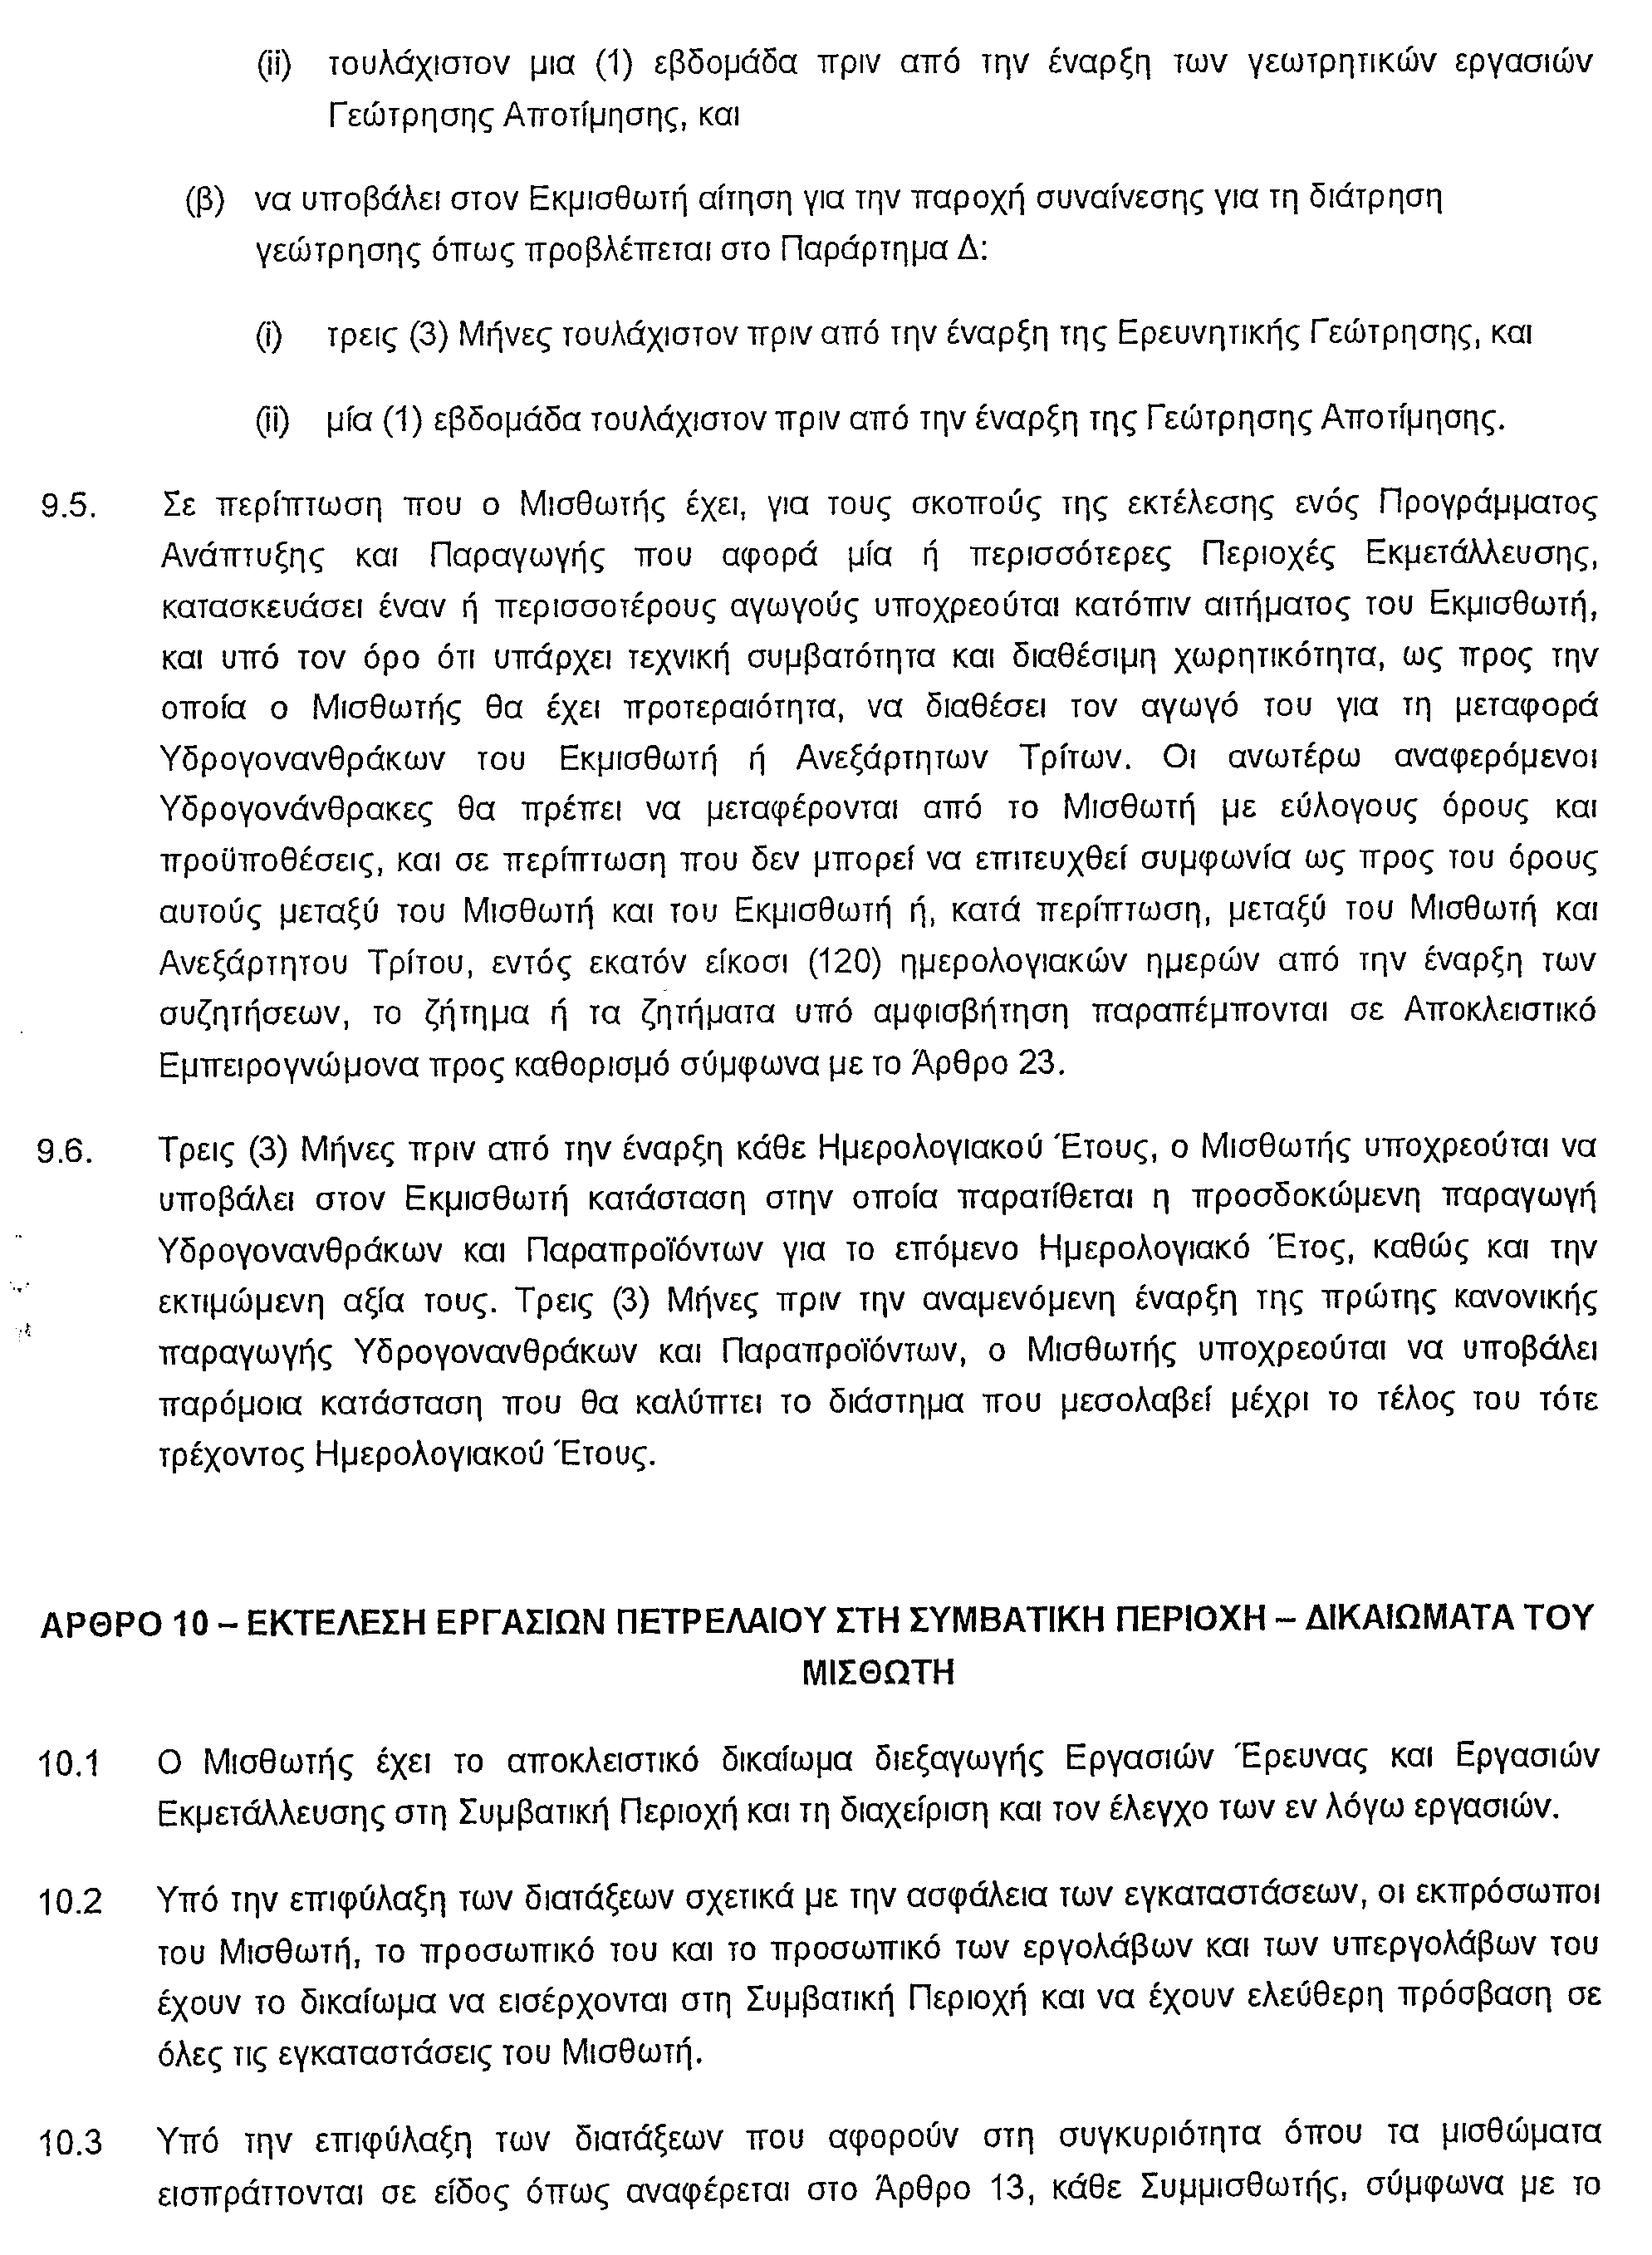 (ii) τουλάχιστον μια (1) εβδομάδα πριν από την έναρξη των γεωτρητικών εργασιών
Γεώτρησης Αποτίμησης, και
(β) να υποβάλει στον Εκμισθωτή αίτηση για την παροχή συναίνεσης για τη διάτρηση
γεώτρησης όπως προβλέπεται στο Παράρτημα Δ:
(i) τρεις (3) Μήνες τουλάχιστον πριν από την έναρξη της Ερευνητικής Γεώτρησης, και
(ii) μία (1) εβδομάδα τουλάχιστον πριν από την έναρξη της Γεώτρησης Αποτίμησης.
9.5. Σε περίπτωση που ο Μισθωτής έχει, για τους σκοπούς της εκτέλεσης ενός Προγράμματος
Ανάπτυξης και Παραγωγής που αφορά μία ή περισσότερες Περιοχές Εκμετάλλευσης,
κατασκευάσει έναν ή περισσοτέρους αγωγούς υποχρεούται κατόπιν αιτήματος του Εκμισθωτή,
και υπό τον όρο ότι υπάρχει τεχνική συμβατότητα και διαθέσιμη χωρητικότητα, ως προς την
οποία ο Μισθωτής θα έχει προτεραιότητα, να διαθέσει τον αγωγό του για τη μεταφορά
Υδρογονανθράκων του Εκμισθωτή ή Ανεξάρτητων Τρίτων. Οι ανωτέρω αναφερόμενοι
Υδρογονάνθρακες θα πρέπει να μεταφέρονται από το Μισθωτή με εύλογους όρους και
προϋποθέσεις, και σε περίπτωση που δεν μπορεί να επιτευχθεί συμφωνία ως προς του όρους
αυτούς μεταξύ του Μισθωτή και του Εκμισθωτή ή, κατά περίπτωση, μεταξύ του Μισθωτή και
Ανεξάρτητου Τρίτου, εντός εκατόν είκοσι (120) ημερολογιακών ημερών από την έναρξη των
συζητήσεων, το ζήτημα ή τα ζητήματα υπό αμφισβήτηση παραπέμπονται σε Αποκλειστικό
Εμπειρογνώμονα προς καθορισμό σύμφωνα με το Άρθρο 23.
9.6. Τρεις (3) Μήνες πριν από την έναρξη κάθε Ημερολογιακού Έτους, ο Μισθωτής υποχρεούται να
υποβάλει στον Εκμισθωτή κατάσταση στην οποία παρατίθεται η προσδοκώμενη παραγωγή
Υδρογονανθράκων και Παραπροϊόντων για το επόμενο Ημερολογιακό Έτος, καθώς και την
εκτιμώμενη αξία τους. Τρεις (3) Μήνες πριν την αναμενόμενη έναρξη της πρώτης κανονικής
παραγωγής Υδρογονανθράκων και Παραπροϊόντων, ο Μισθωτής υποχρεούται να υποβάλει
παρόμοια κατάσταση που θα καλύπτει το διάστημα που μεσολαβεί μέχρι το τέλος του τότε
τρέχοντος Ημερολογιακού Έτους.
ΑΡΘΡΟ 10 – ΕΚΤΕΛΕΣΗ ΕΡΓΑΣΙΩΝ ΠΕΤΡΕΛΑΙΟΥ ΣΤΗ ΣΥΜΒΑΤΙΚΗ ΠΕΡΙΟΧΗ – ΔΙΚΑΙΩΜΑΤΑ ΤΟΥ
ΜΙΣΘΩΤΗ
10.1 Ο Μισθωτής έχει το αποκλειστικό δικαίωμα διεξαγωγής Εργασιών Έρευνας και Εργασιών
Εκμετάλλευσης στη Συμβατική Περιοχή και τη διαχείριση και τον έλεγχο των εν λόγω εργασιών.
10.2 Υπό την επιφύλαξη των διατάξεων σχετικά με την ασφάλεια των εγκαταστάσεων, οι εκπρόσωποι
του Μισθωτή, το προσωπικό του και το προσωπικό των εργολάβων και των υπεργολάβων του
έχουν το δικαίωμα να εισέρχονται στη Συμβατική Περιοχή και να έχουν ελεύθερη πρόσβαση σε
όλες τις εγκαταστάσεις του Μισθωτή.
10.3 Υπό την επιφύλαξη των διατάξεων που αφορούν στη συγκυριότητα όπου τα μισθώματα
εισπράττονται σε είδος όπως αναφέρεται στο Άρθρο 13, κάθε Συμμισθωτής, σύμφωνα με το